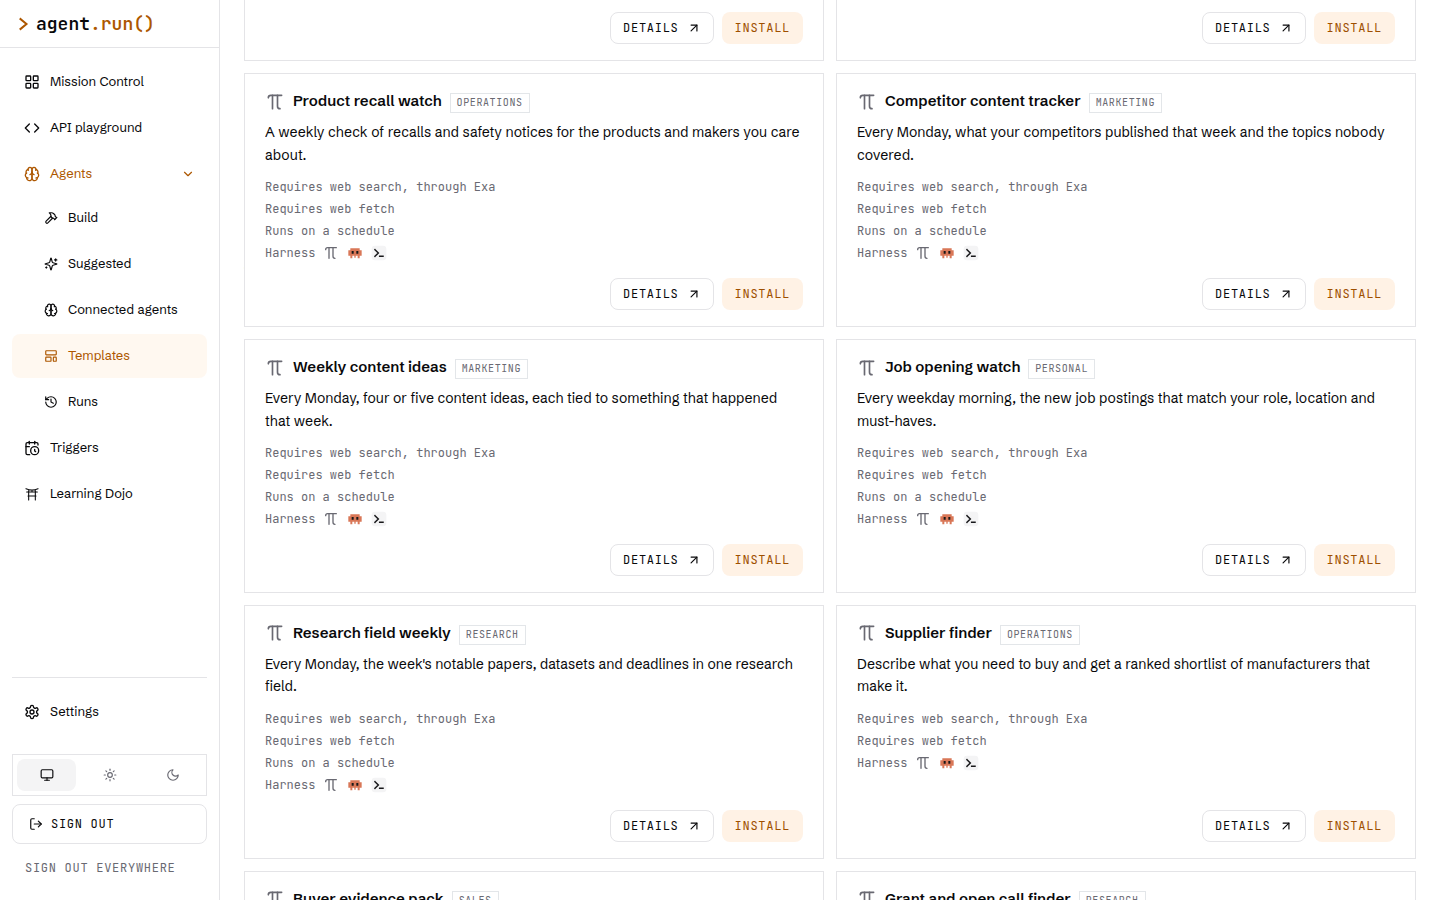 agent.run()
Mission Control
API playground
Agents
Build
Suggested
Connected agents
Templates
Runs
Triggers
Learning Dojo
Settings
SIGN OUT
SIGN OUT EVERYWHERE
DETAILS INSTALL
DETAILS INSTALL
Product recall watch OPERATIONS
A weekly check of recalls and safety notices for the products and makers you care
about.
Requires web search, through Exa
Requires web fetch
Runs on a schedule
Harness
DETAILS INSTALL
Competitor content tracker MARKETING
Every Monday, what your competitors published that week and the topics nobody
covered.
Requires web search, through Exa
Requires web fetch
Runs on a schedule
Harness
DETAILS INSTALL
Weekly content ideas MARKETING
Every Monday, four or five content ideas, each tied to something that happened
that week.
Requires web search, through Exa
Requires web fetch
Runs on a schedule
Harness
DETAILS INSTALL
Job opening watch PERSONAL
Every weekday morning, the new job postings that match your role, location and
must-haves.
Requires web search, through Exa
Requires web fetch
Runs on a schedule
Harness
DETAILS INSTALL
Research field weekly RESEARCH
Every Monday, the week's notable papers, datasets and deadlines in one research
field.
Requires web search, through Exa
Requires web fetch
Runs on a schedule
Harness
DETAILS INSTALL
Supplier finder OPERATIONS
Describe what you need to buy and get a ranked shortlist of manufacturers that
make it.
Requires web search, through Exa
Requires web fetch
Harness
DETAILS INSTALL
Buyer evidence pack SALES
Grant and open call finder RESEARCH